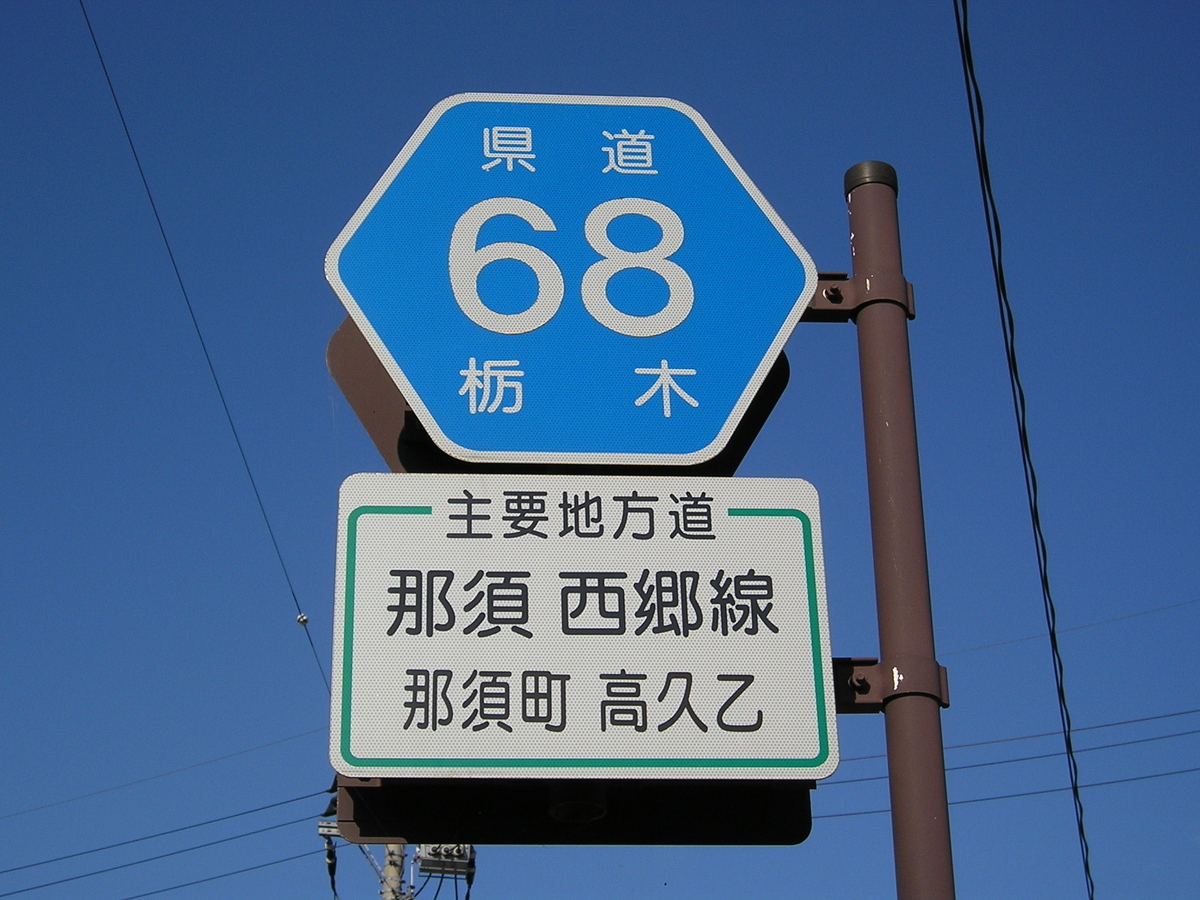 県 道
68
栃 木
主要地方道
那須 西郷線
那須町 高久乙